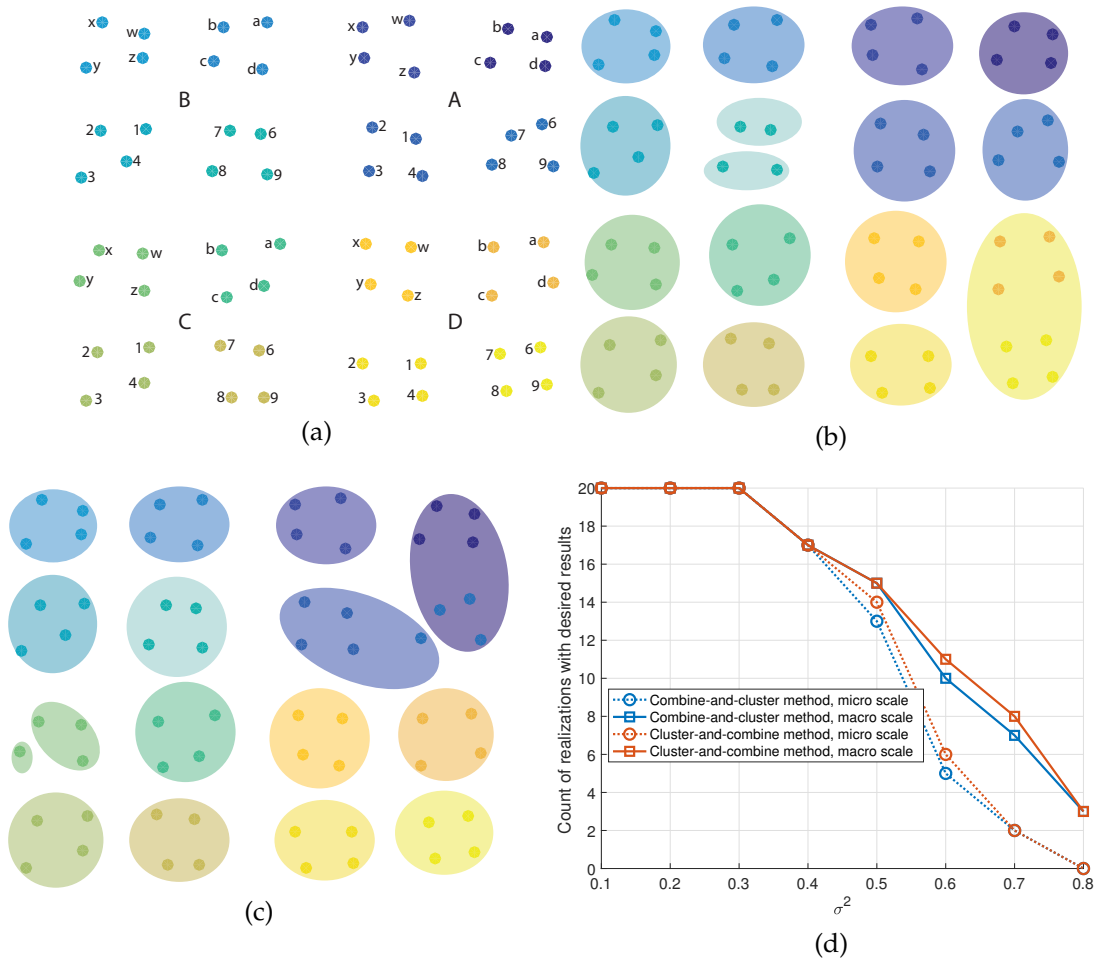 x w b a x w b a
y z c d y z c d
B A
2 1 7 6 2 1 7 6
3 4 8 9 3 4 8 9
x w b a x w b a
y z c d y z c d
C D
2 1 7 6 2 1 7 6
3 4 8 9 3 4 8 9
(a)
(b)
(c)
20
18
16
14
12
10
8
6
4
2
0
Count of realizations with desired results
Combine-and-cluster method, micro scale
Combine-and-cluster method, macro scale
Cluster-and-combine method, micro scale
Cluster-and-combine method, macro scale
0.1 0.2 0.3 0.4 0.5 0.6 0.7 0.8
σ²
(d)